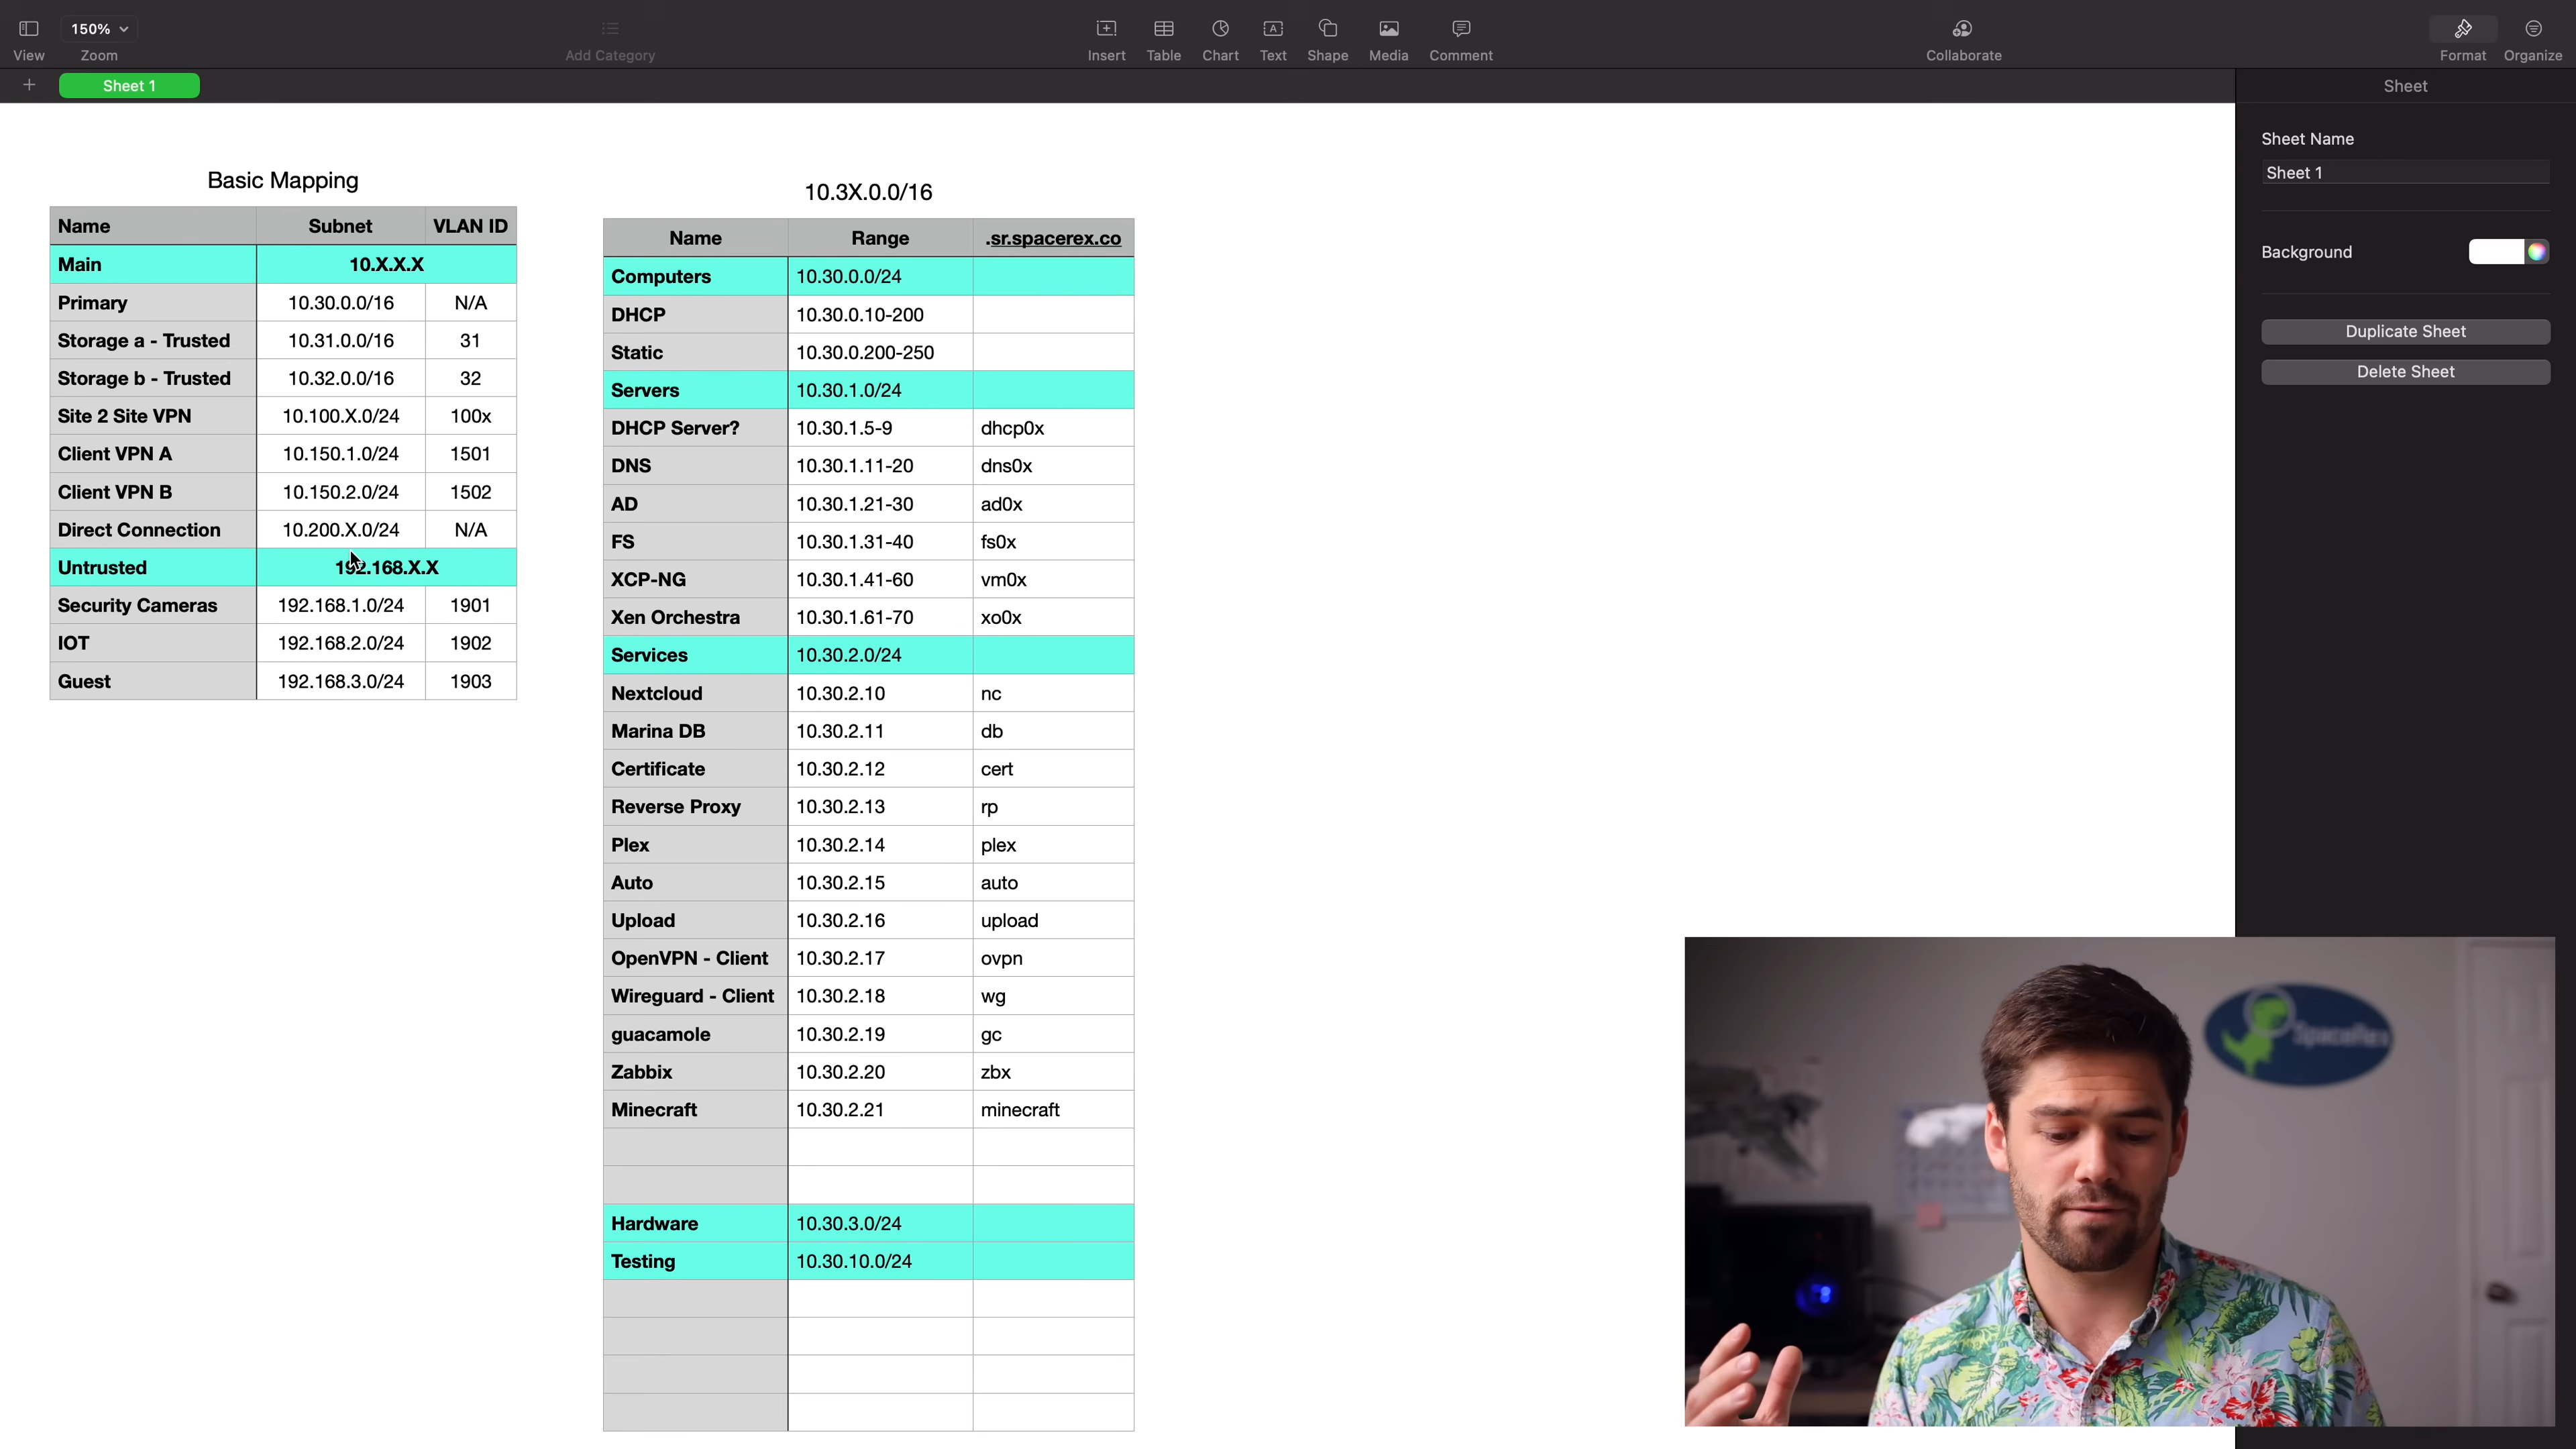 150%
View
Zoom
Add Category
Insert
Table
Chart
Text
Shape
Media
Comment
Collaborate
Format
Organize
Sheet 1
Sheet
Sheet Name
Sheet 1
Background
Duplicate Sheet
Delete Sheet
Basic Mapping
Name Subnet VLAN ID
Main 10.X.X.X
Primary 10.30.0.0/16 N/A
Storage a - Trusted 10.31.0.0/16 31
Storage b - Trusted 10.32.0.0/16 32
Site 2 Site VPN 10.100.X.0/24 100x
Client VPN A 10.150.1.0/24 1501
Client VPN B 10.150.2.0/24 1502
Direct Connection 10.200.X.0/24 N/A
Untrusted 192.168.X.X
Security Cameras 192.168.1.0/24 1901
IOT 192.168.2.0/24 1902
Guest 192.168.3.0/24 1903
10.3X.0.0/16
Name Range .sr.spacerex.co
Computers 10.30.0.0/24
DHCP 10.30.0.10-200
Static 10.30.0.200-250
Servers 10.30.1.0/24
DHCP Server? 10.30.1.5-9 dhcp0x
DNS 10.30.1.11-20 dns0x
AD 10.30.1.21-30 ad0x
FS 10.30.1.31-40 fs0x
XCP-NG 10.30.1.41-60 vm0x
Xen Orchestra 10.30.1.61-70 xo0x
Services 10.30.2.0/24
Nextcloud 10.30.2.10 nc
Marina DB 10.30.2.11 db
Certificate 10.30.2.12 cert
Reverse Proxy 10.30.2.13 rp
Plex 10.30.2.14 plex
Auto 10.30.2.15 auto
Upload 10.30.2.16 upload
OpenVPN - Client 10.30.2.17 ovpn
Wireguard - Client 10.30.2.18 wg
guacamole 10.30.2.19 gc
Zabbix 10.30.2.20 zbx
Minecraft 10.30.2.21 minecraft
Hardware 10.30.3.0/24
Testing 10.30.10.0/24
SpaceRex